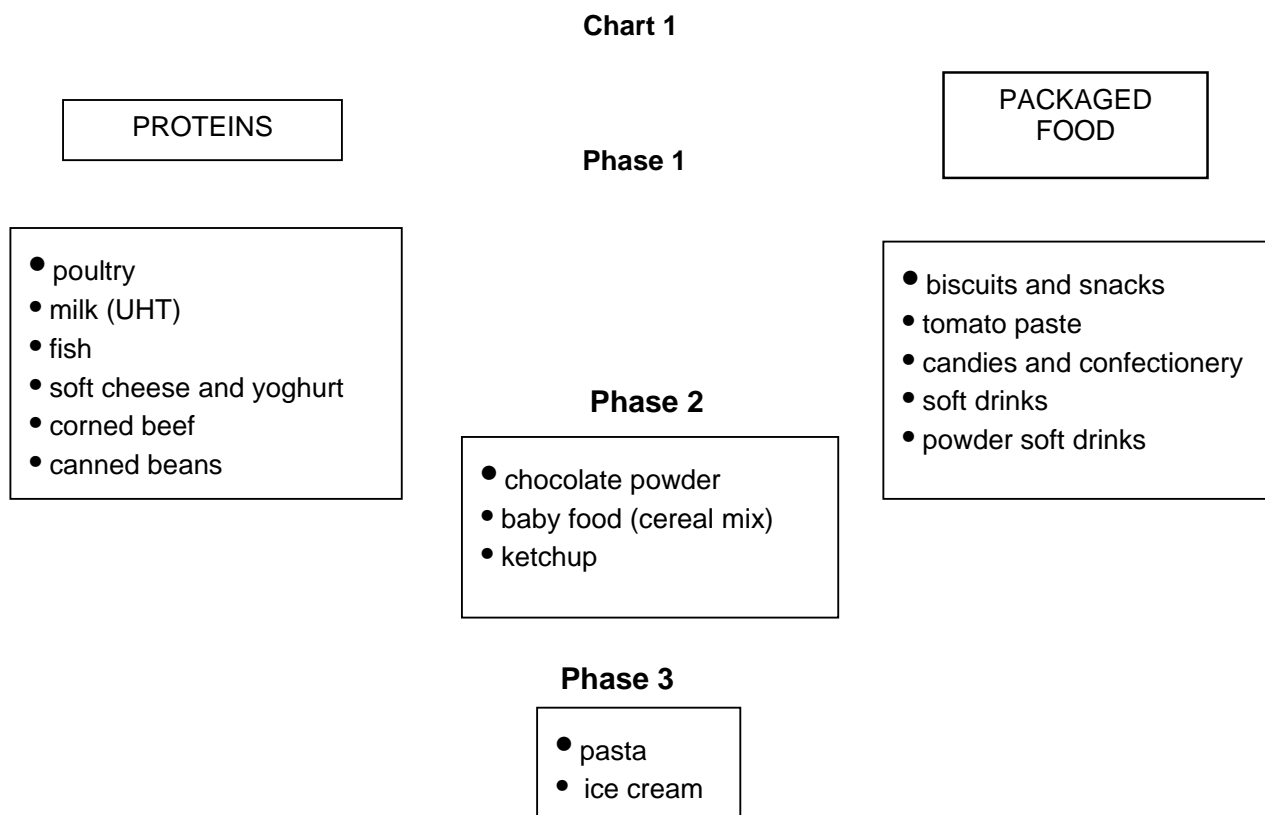 Chart 1
PROTEINS
PACKAGED
FOOD
Phase 1
• poultry
• milk (UHT)
• fish
• soft cheese and yoghurt
• corned beef
• canned beans
• biscuits and snacks
• tomato paste
• candies and confectionery
• soft drinks
• powder soft drinks
Phase 2
• chocolate powder
• baby food (cereal mix)
• ketchup
Phase 3
• pasta
• ice cream